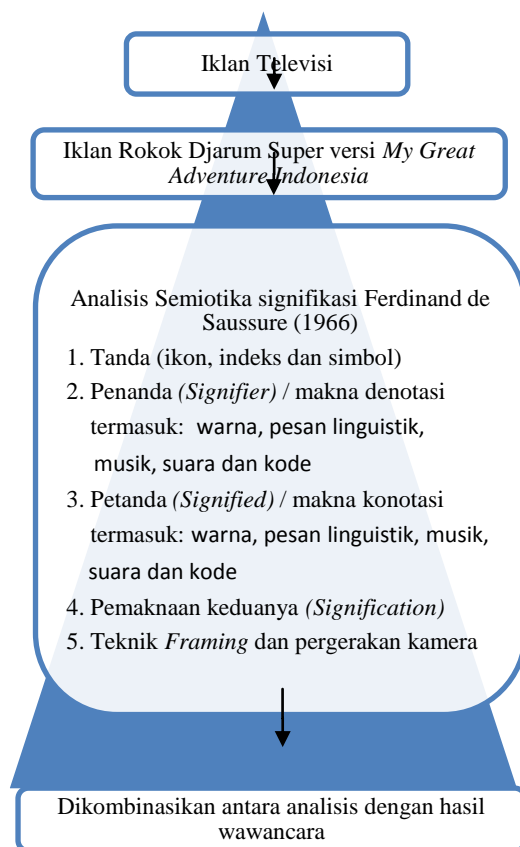 Iklan Televisi
Iklan Rokok Djarum Super versi My Great
Adventure Indonesia
Analisis Semiotika signifikasi Ferdinand de
Saussure (1966)
1. Tanda (ikon, indeks dan simbol)
2. Penanda (Signifier) / makna denotasi
termasuk: warna, pesan linguistik,
musik, suara dan kode
3. Petanda (Signified) / makna konotasi
termasuk: warna, pesan linguistik, musik,
suara dan kode
4. Pemaknaan keduanya (Signification)
5. Teknik Framing dan pergerakan kamera
Dikombinasikan antara analisis dengan hasil
wawancara